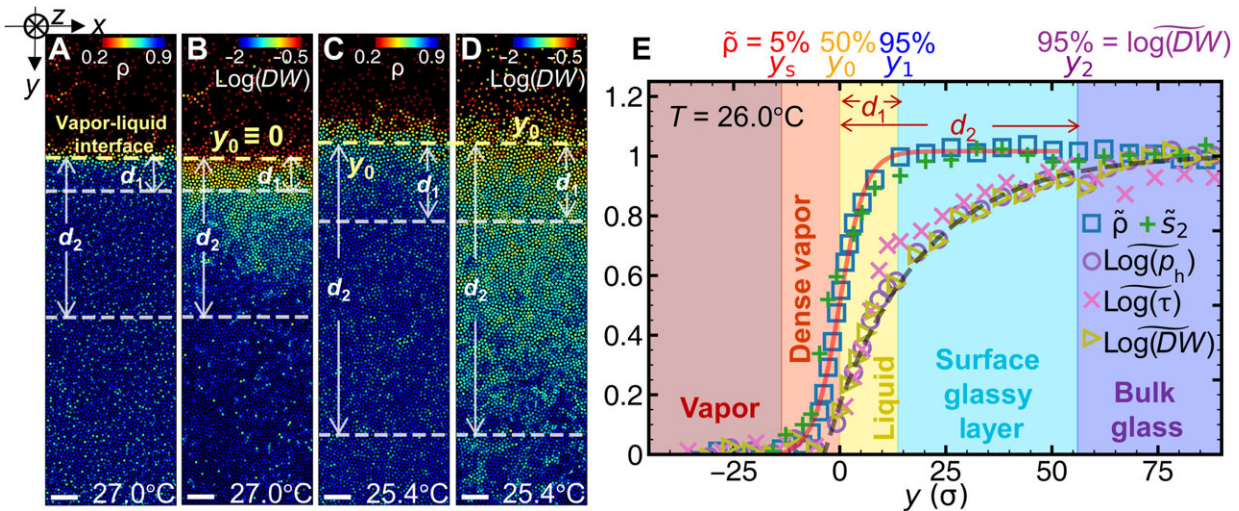 z x
y
A B C D
0.2 0.9 -2 -0.5 0.2 0.9 -2 -0.5
ρ Log(DW) ρ Log(DW)
Vapor-liquid
interface
y₀ ≡ 0
y₀
y₀
d₁ d₁ d₁ d₁
d₂ d₂ d₂ d₂
27.0°C 27.0°C 25.4°C 25.4°C
E
ρ̃ = 5% 50% 95% 95% = log(DW)
yₛ y₀ y₁ y₂
T = 26.0°C
d₁
d₂
1.2
1
0.8
0.6
0.4
0.2
0
−25 0 25 50 75
y (σ)
Vapor
Dense vapor
Liquid
Surface
glassy
layer
Bulk
glass
ρ̃ s̃₂
Log(pₕ)
Log(τ)
Log(DW)